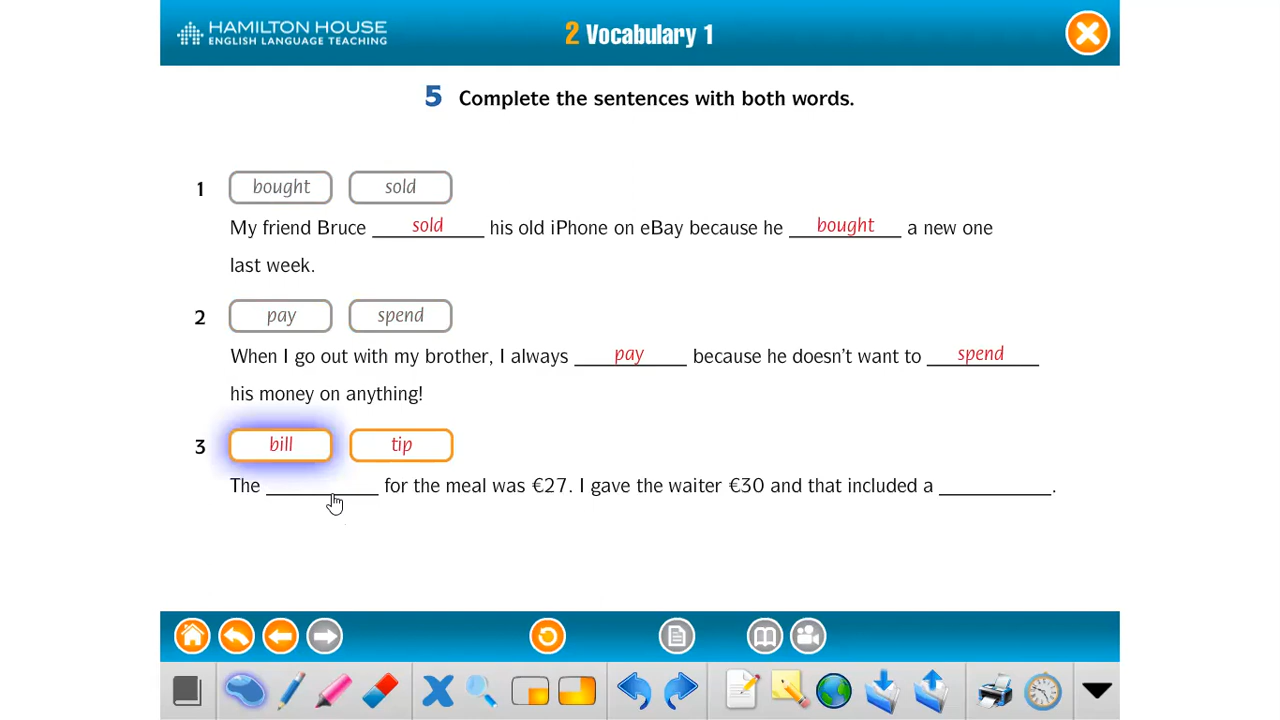 HAMILTON HOUSE
ENGLISH LANGUAGE TEACHING
2 Vocabulary 1
5 Complete the sentences with both words.
1 bought sold
My friend Bruce sold his old iPhone on eBay because he bought a new one
last week.
2 pay spend
When I go out with my brother, I always pay because he doesn't want to spend
his money on anything!
3 bill tip
The ____________ for the meal was €27. I gave the waiter €30 and that included a ____________.